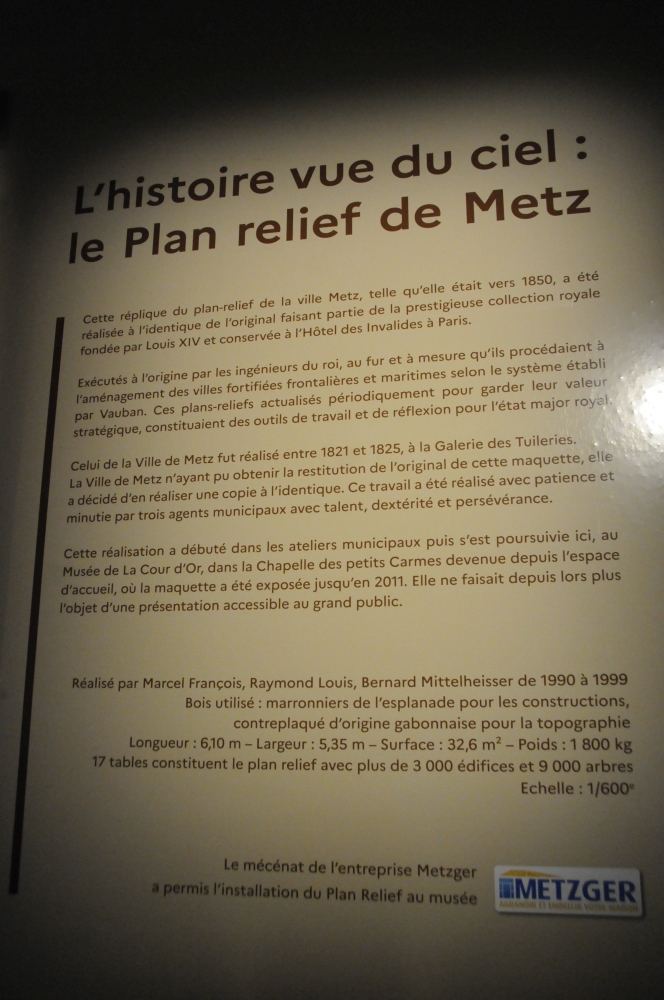 L'histoire vue du ciel :
le Plan relief de Metz
Cette réplique du plan-relief de la ville Metz, telle qu'elle était vers 1850, a été
réalisée à l'identique de l'original faisant partie de la prestigieuse collection royale
fondée par Louis XIV et conservée à l'Hôtel des Invalides à Paris.
Exécutés à l'origine par les ingénieurs du roi, au fur et à mesure qu'ils procédaient à
l'aménagement des villes fortifiées frontalières et maritimes selon le système établi
par Vauban. Ces plans-reliefs actualisés périodiquement pour garder leur valeur
stratégique, constituaient des outils de travail et de réflexion pour l'état major royal.
Celui de la Ville de Metz fut réalisé entre 1821 et 1825, à la Galerie des Tuileries.
La Ville de Metz n'ayant pu obtenir la restitution de l'original de cette maquette, elle
a décidé d'en réaliser une copie à l'identique. Ce travail a été réalisé avec patience et
minutie par trois agents municipaux avec talent, dextérité et persévérance.
Cette réalisation a débuté dans les ateliers municipaux puis s'est poursuivie ici, au
Musée de La Cour d'Or, dans la Chapelle des petits Carmes devenue depuis l'espace
d'accueil, où la maquette a été exposée jusqu'en 2011. Elle ne faisait depuis lors plus
l'objet d'une présentation accessible au grand public.
Réalisé par Marcel François, Raymond Louis, Bernard Mittelheisser de 1990 à 1999
Bois utilisé : marronniers de l'esplanade pour les constructions,
contreplaqué d'origine gabonnaise pour la topographie
Longueur : 6,10 m – Largeur : 5,35 m – Surface : 32,6 m² – Poids : 1 800 kg
17 tables constituent le plan relief avec plus de 3 000 édifices et 9 000 arbres
Echelle : 1/600e
Le mécénat de l'entreprise Metzger
a permis l'installation du Plan Relief au musée
METZGER
AGRANDIR ET EMBELLIR VOTRE MAISON